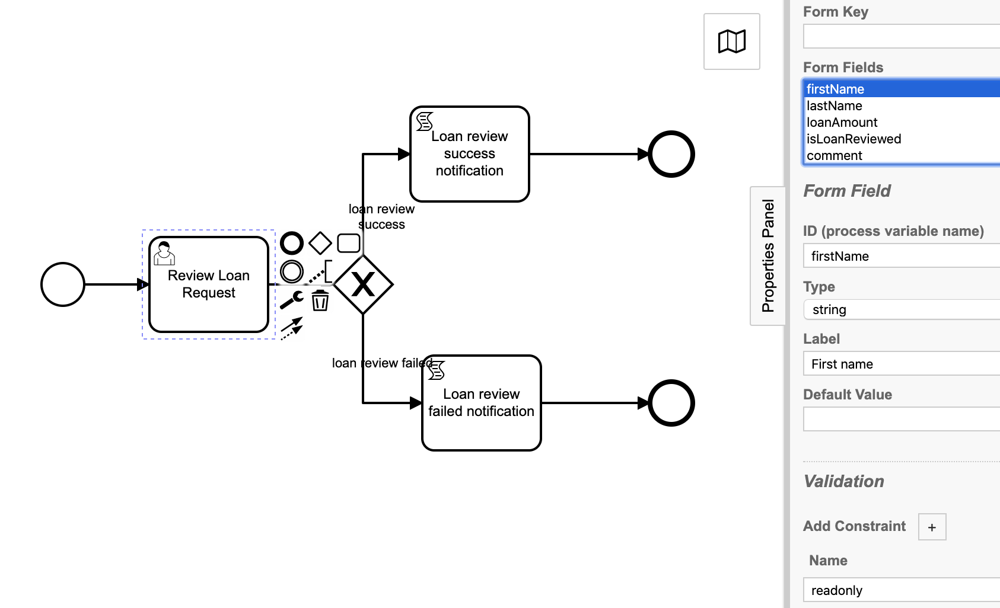 Loan review
success
notification
loan review
success
Review Loan
Request
loan review failed
Loan review
failed notification
Properties Panel
Form Key
Form Fields
firstName
lastName
loanAmount
isLoanReviewed
comment
Form Field
ID (process variable name)
firstName
Type
string
Label
First name
Default Value
Validation
Add Constraint +
Name
readonly